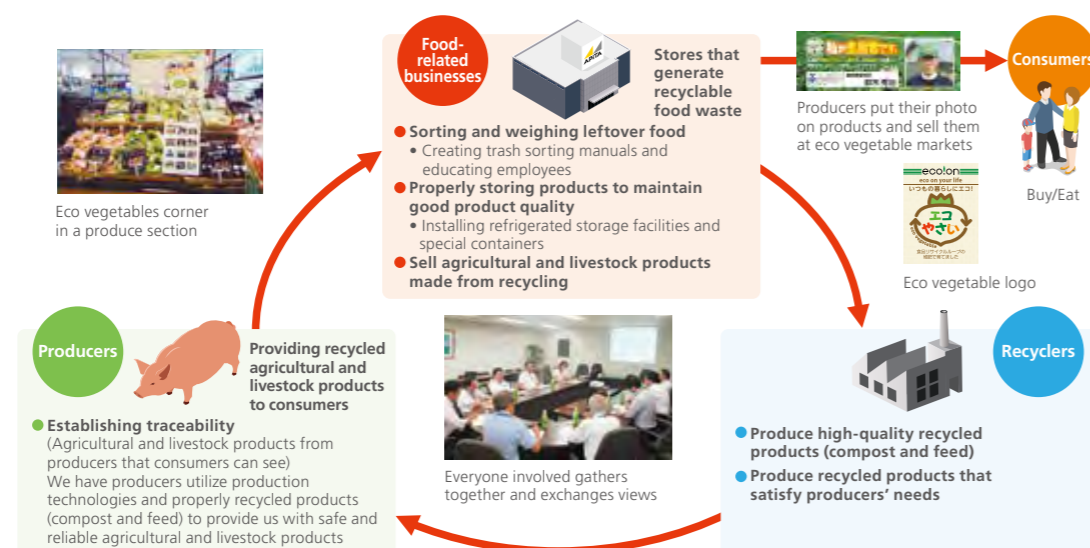 Food-
related
businesses
APiTA
Stores that
generate
recyclable
food waste
Sorting and weighing leftover food
• Creating trash sorting manuals and
educating employees
Properly storing products to maintain
good product quality
• Installing refrigerated storage facilities and
special containers
Sell agricultural and livestock products
made from recycling
Eco vegetables corner
in a produce section
Producers put their photo
on products and sell them
at eco vegetable markets
Consumers
Buy/Eat
eco!on
eco on your life
いつもの暮らしにエコ!
エコ
やさい
Eco vegetable logo
Producers
Providing recycled
agricultural and
livestock products
to consumers
Establishing traceability
(Agricultural and livestock products from
producers that consumers can see)
We have producers utilize production
technologies and properly recycled products
(compost and feed) to provide us with safe and
reliable agricultural and livestock products
Everyone involved gathers
together and exchanges views
Recyclers
Produce high-quality recycled
products (compost and feed)
Produce recycled products that
satisfy producers' needs